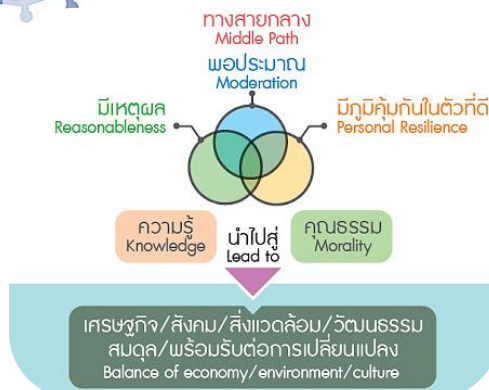 ทางสายกลาง
Middle Path
พอประมาณ
Moderation
มีเหตุผล
Reasonableness
มีภูมิคุ้มกันในตัวที่ดี
Personal Resilience
ความรู้
Knowledge
นำไปสู่
Lead to
คุณธรรม
Morality
เศรษฐกิจ/สังคม/สิ่งแวดล้อม/วัฒนธรรม
สมดุล/พร้อมรับต่อการเปลี่ยนแปลง
Balance of economy/environment/culture